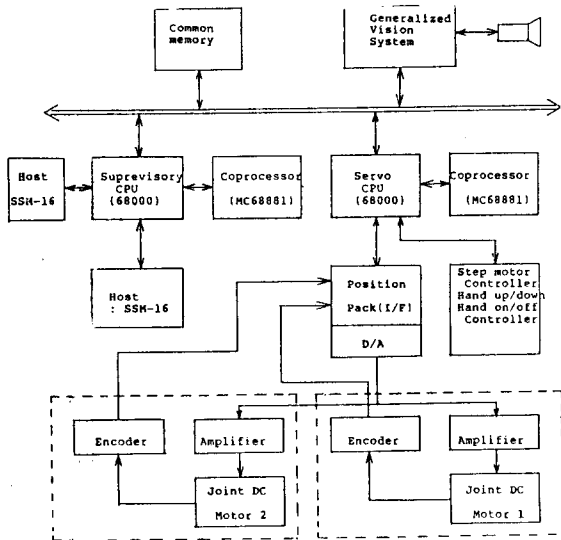 Common
memory
Generalized
Vision
System
Host
SSM-16
Suprevisory
CPU
(68000)
Coprocessor
(MC68881)
Servo
CPU
(68000)
Coprocessor
(MC68881)
Host
: SSM-16
Position
Pack(I/F)
D/A
Step motor
Controller
Hand up/down
Hand on/off
Controller
Encoder
Amplifier
Joint DC
Motor 2
Encoder
Amplifier
Joint DC
Motor 1